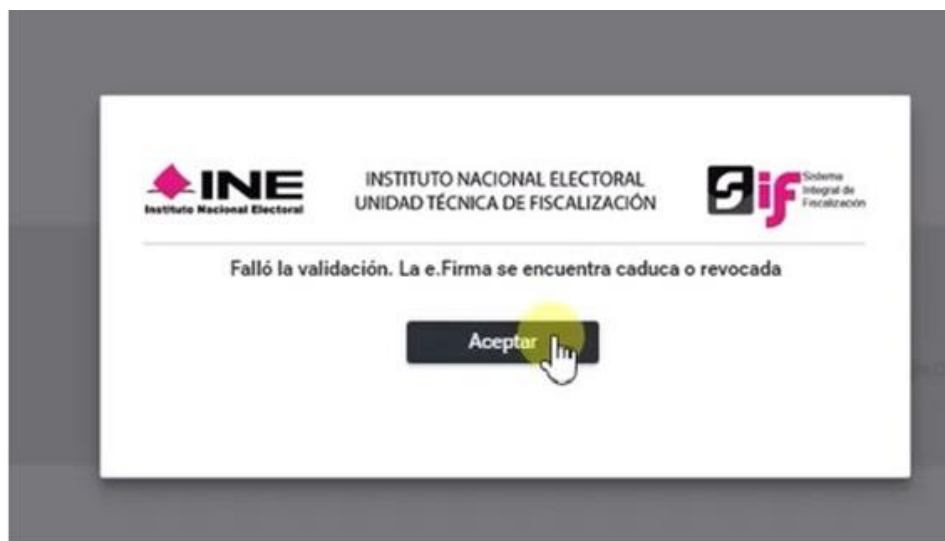 INE
Instituto Nacional Electoral
INSTITUTO NACIONAL ELECTORAL
UNIDAD TÉCNICA DE FISCALIZACIÓN
Sif
Sistema
Integral de
Fiscalización
Falló la validación. La e.Firma se encuentra caduca o revocada
Aceptar